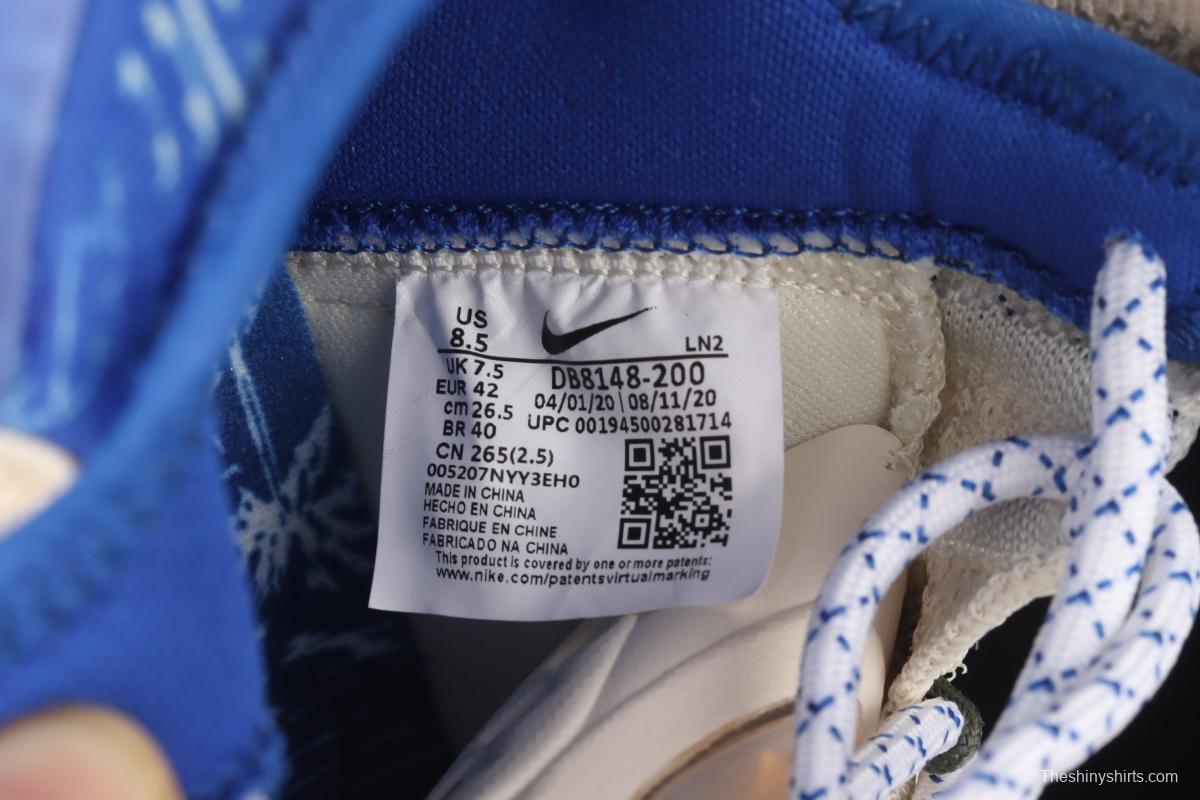 US
8.5
LN2
UK 7.5
DB8148-200
EUR 42
04/01/20 | 08/11/20
cm 26.5
UPC 00194500281714
BR 40
CN 265(2.5)
005207NYY3EH0
MADE IN CHINA
HECHO EN CHINA
FABRIQUE EN CHINE
FABRICADO NA CHINA
This product is covered by one or more patents:
www.nike.com/patentsvirtualmarking
Theshinyshirts.com